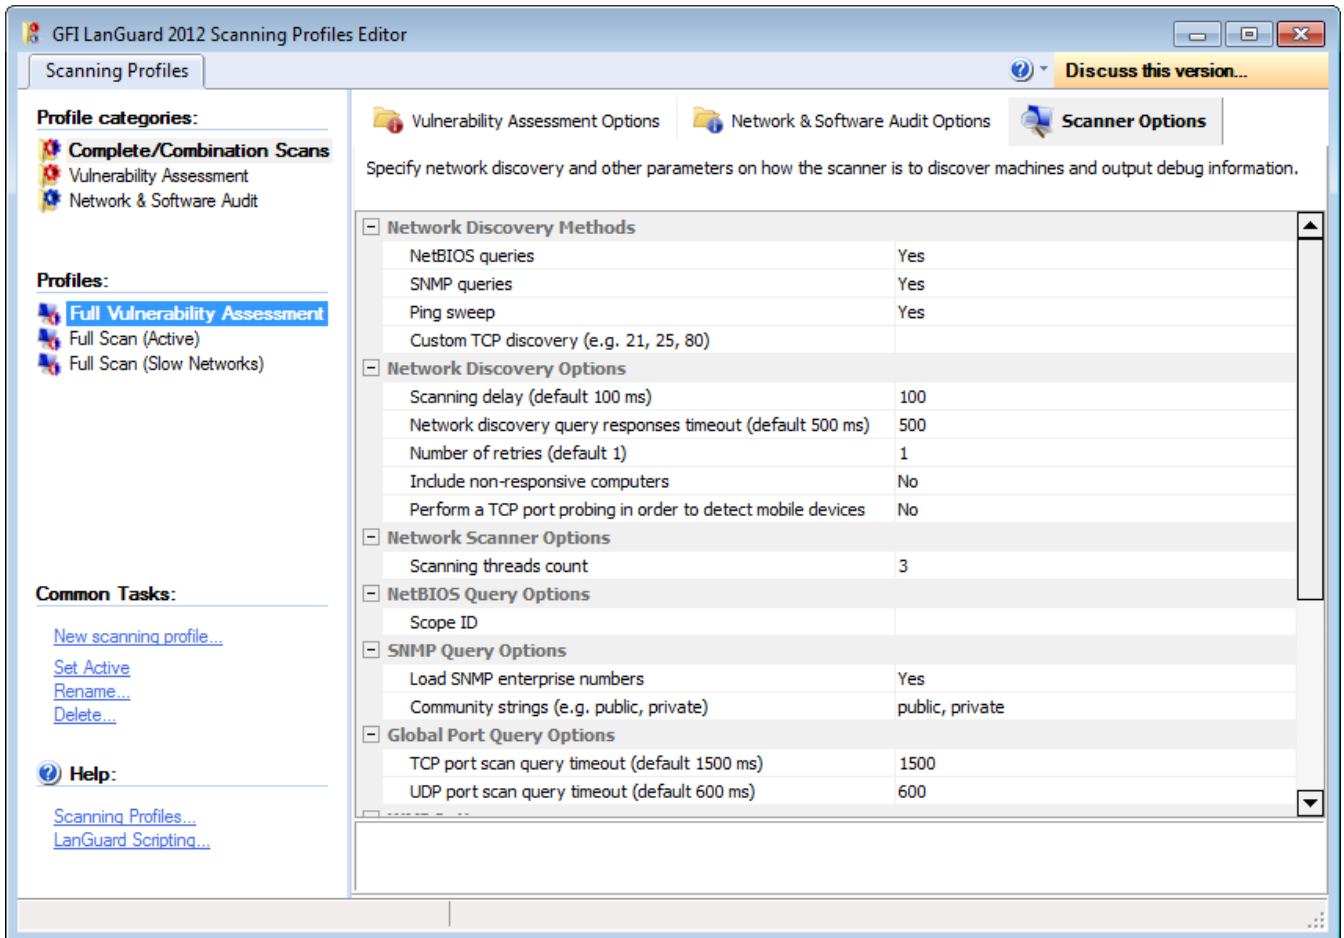 GFI LanGuard 2012 Scanning Profiles Editor
Scanning Profiles
Discuss this version...
Profile categories:
Complete/Combination Scans
Vulnerability Assessment
Network & Software Audit
Profiles:
Full Vulnerability Assessment
Full Scan (Active)
Full Scan (Slow Networks)
Common Tasks:
New scanning profile...
Set Active
Rename...
Delete...
Help:
Scanning Profiles...
LanGuard Scripting...
Vulnerability Assessment Options Network & Software Audit Options Scanner Options
Specify network discovery and other parameters on how the scanner is to discover machines and output debug information.
Network Discovery Methods
NetBIOS queries Yes
SNMP queries Yes
Ping sweep Yes
Custom TCP discovery (e.g. 21, 25, 80)
Network Discovery Options
Scanning delay (default 100 ms) 100
Network discovery query responses timeout (default 500 ms) 500
Number of retries (default 1) 1
Include non-responsive computers No
Perform a TCP port probing in order to detect mobile devices No
Network Scanner Options
Scanning threads count 3
NetBIOS Query Options
Scope ID
SNMP Query Options
Load SNMP enterprise numbers Yes
Community strings (e.g. public, private) public, private
Global Port Query Options
TCP port scan query timeout (default 1500 ms) 1500
UDP port scan query timeout (default 600 ms) 600